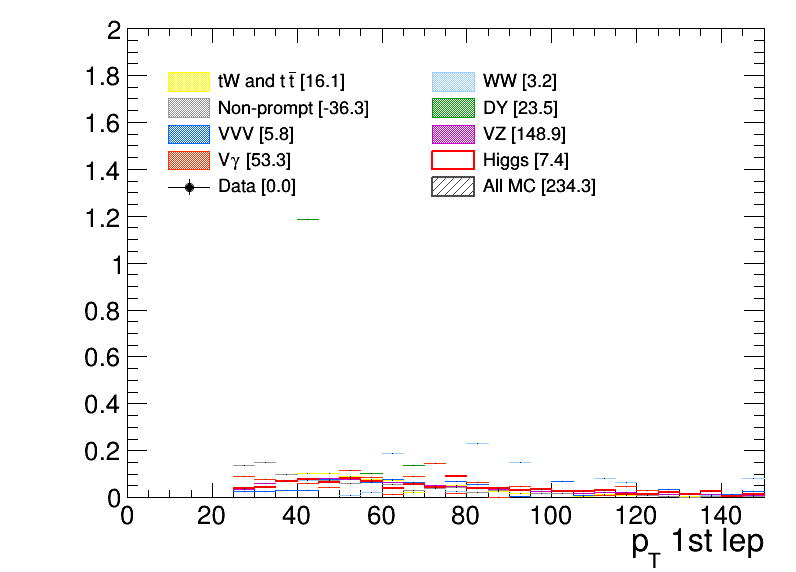 2
1.8
1.6
1.4
1.2
1
0.8
0.6
0.4
0.2
0
tW and t t̅ [16.1]
Non-prompt [-36.3]
VVV [5.8]
Vγ [53.3]
Data [0.0]
WW [3.2]
DY [23.5]
VZ [148.9]
Higgs [7.4]
All MC [234.3]
0 20 40 60 80 100 120 140
p_T 1st lep